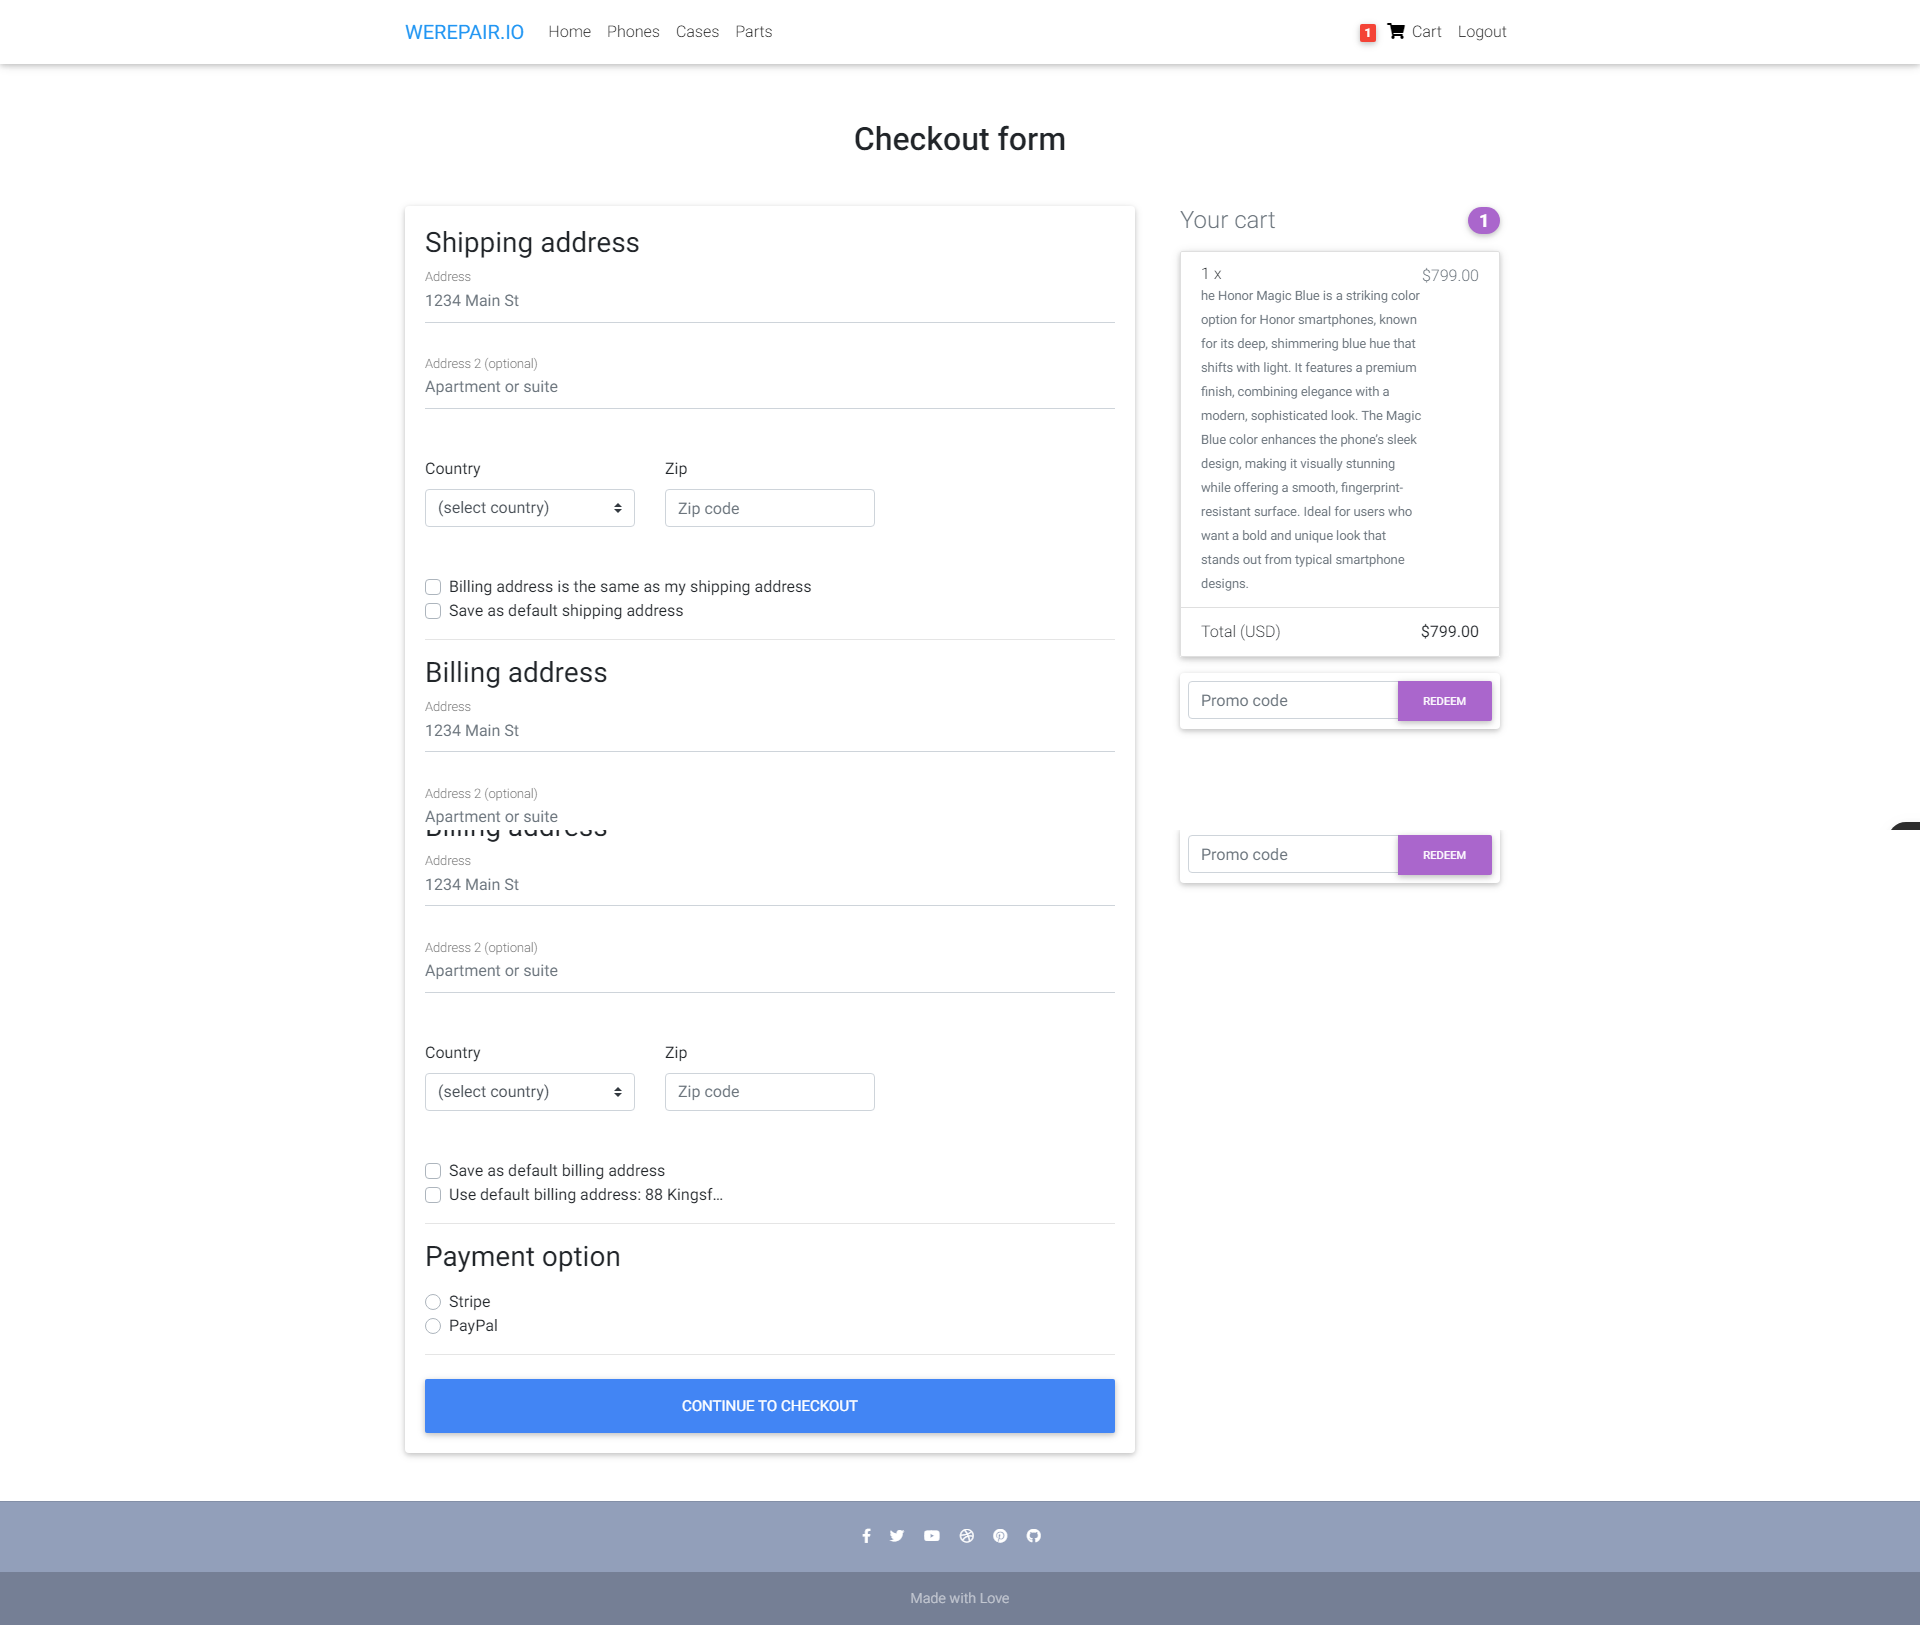 WEREPAIR.IO Home Phones Cases Parts 1 Cart Logout
Checkout form
Shipping address
Address
1234 Main St
Address 2 (optional)
Apartment or suite
Country Zip
(select country) Zip code
Billing address is the same as my shipping address
Save as default shipping address
Billing address
Address
1234 Main St
Address 2 (optional)
Apartment or suite
Billing address
Address
1234 Main St
Address 2 (optional)
Apartment or suite
Country Zip
(select country) Zip code
Save as default billing address
Use default billing address: 88 Kingsf...
Payment option
Stripe
PayPal
CONTINUE TO CHECKOUT
Your cart 1
1 x $799.00
he Honor Magic Blue is a striking color
option for Honor smartphones, known
for its deep, shimmering blue hue that
shifts with light. It features a premium
finish, combining elegance with a
modern, sophisticated look. The Magic
Blue color enhances the phone's sleek
design, making it visually stunning
while offering a smooth, fingerprint-
resistant surface. Ideal for users who
want a bold and unique look that
stands out from typical smartphone
designs.
Total (USD) $799.00
Promo code REDEEM
Promo code REDEEM
Made with Love